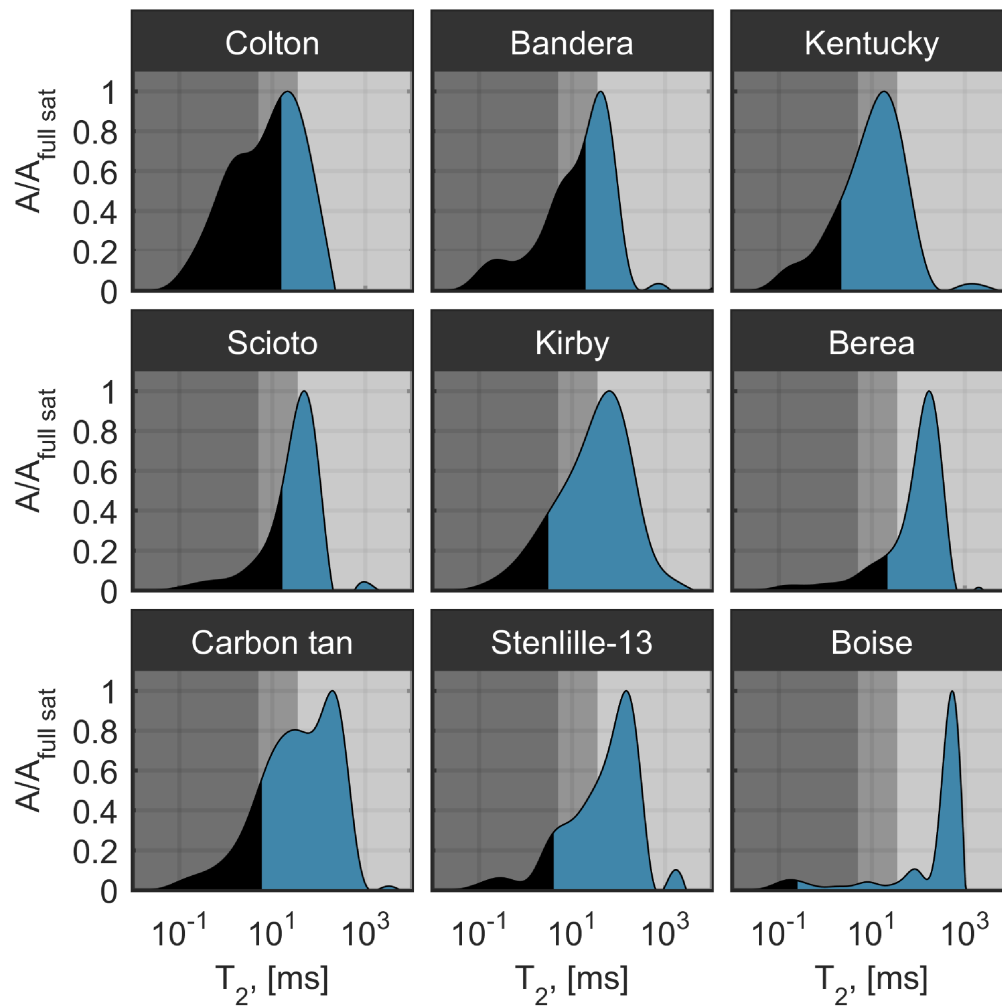 Colton Bandera Kentucky
A/A_full sat
1
0.8
0.6
0.4
0.2
0
Scioto Kirby Berea
A/A_full sat
1
0.8
0.6
0.4
0.2
0
Carbon tan Stenlille-13 Boise
A/A_full sat
1
0.8
0.6
0.4
0.2
0
10^-1 10^1 10^3 10^-1 10^1 10^3 10^-1 10^1 10^3
T_2, [ms] T_2, [ms] T_2, [ms]